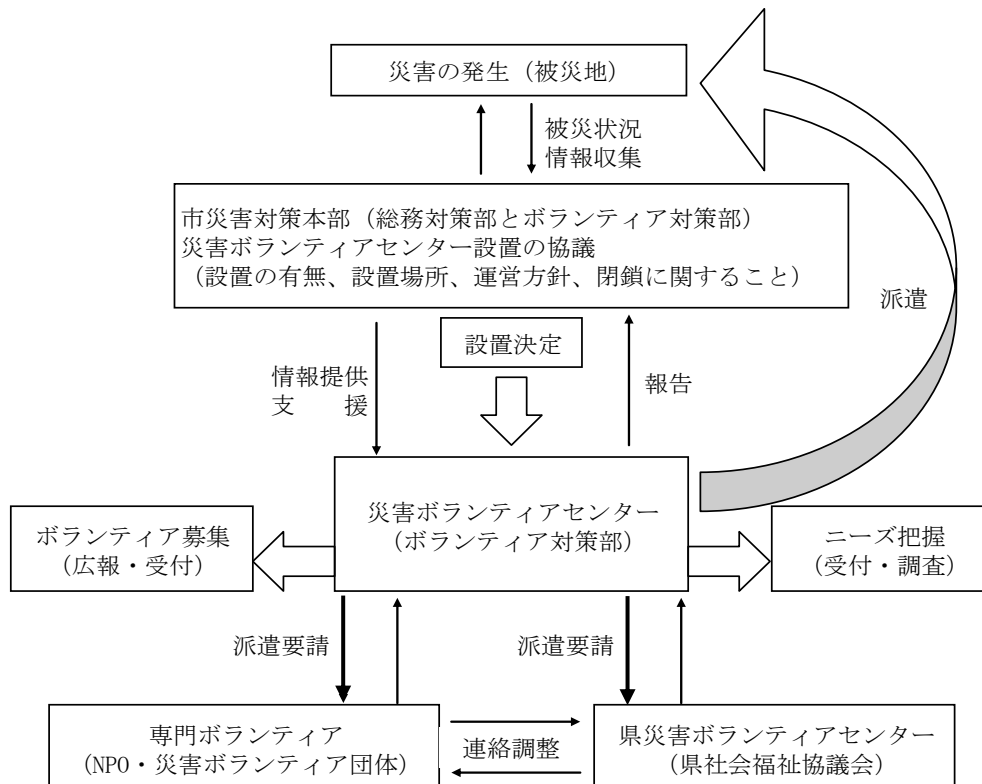 災害の発生（被災地）
被災状況
情報収集
市災害対策本部（総務対策部とボランティア対策部）
災害ボランティアセンター設置の協議
（設置の有無、設置場所、運営方針、閉鎖に関すること）
派遣
設置決定
情報提供
支　　援
報告
災害ボランティアセンター
（ボランティア対策部）
ボランティア募集
（広報・受付）
ニーズ把握
（受付・調査）
派遣要請
派遣要請
専門ボランティア
（NPO・災害ボランティア団体）
連絡調整
県災害ボランティアセンター
（県社会福祉協議会）